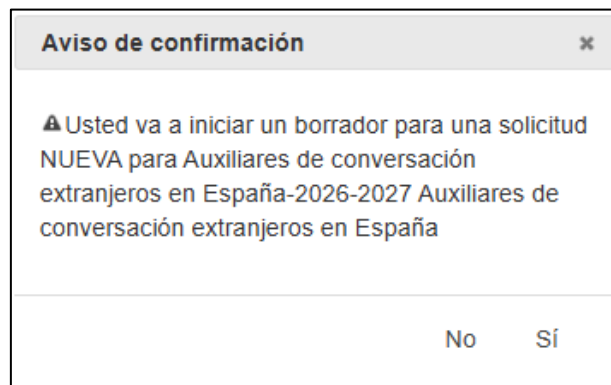 Aviso de confirmación
Usted va a iniciar un borrador para una solicitud
NUEVA para Auxiliares de conversación
extranjeros en España-2026-2027 Auxiliares de
conversación extranjeros en España
No Sí